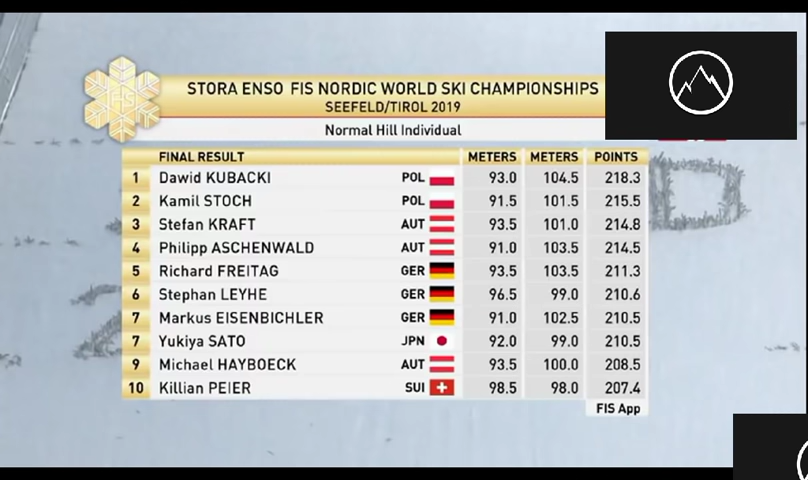 STORA ENSO FIS NORDIC WORLD SKI CHAMPIONSHIPS
SEEFELD/TIROL 2019
Normal Hill Individual
FINAL RESULT METERS METERS POINTS
1 Dawid KUBACKI POL 93.0 104.5 218.3
2 Kamil STOCH POL 91.5 101.5 215.5
3 Stefan KRAFT AUT 93.5 101.0 214.8
4 Philipp ASCHENWALD AUT 91.0 103.5 214.5
5 Richard FREITAG GER 93.5 103.5 211.3
6 Stephan LEYHE GER 96.5 99.0 210.6
7 Markus EISENBICHLER GER 91.0 102.5 210.5
7 Yukiya SATO JPN 92.0 99.0 210.5
9 Michael HAYBOECK AUT 93.5 100.0 208.5
10 Killian PEIER SUI 98.5 98.0 207.4
FIS App